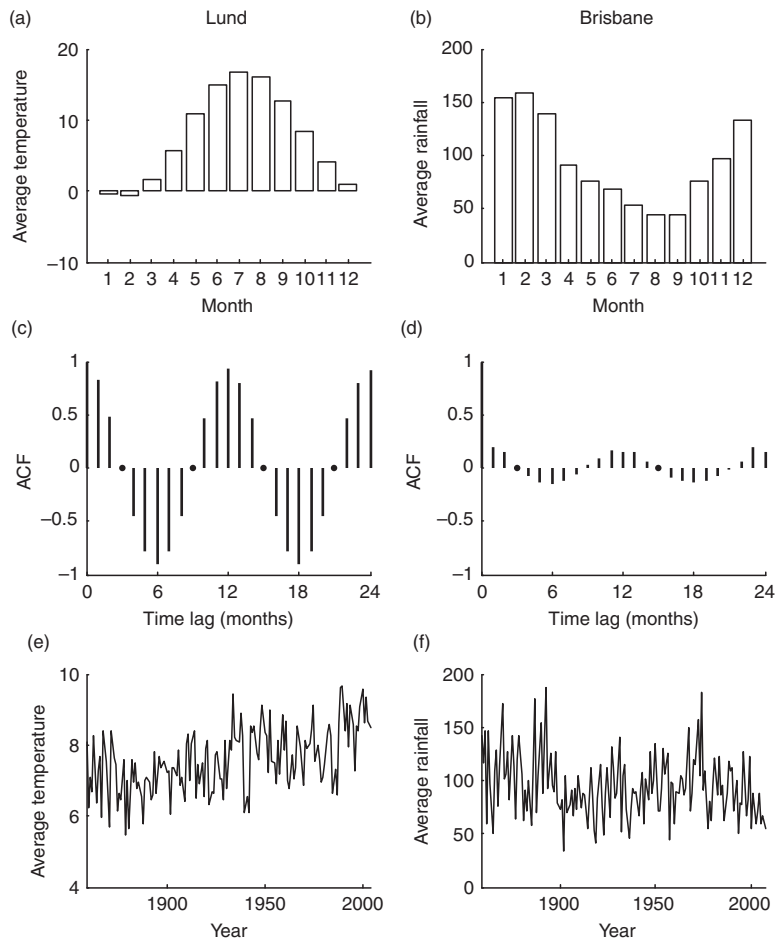 (a) Lund
(b) Brisbane
Average temperature
20
10
0
−10
1 2 3 4 5 6 7 8 9 10 11 12
Month
Average rainfall
200
150
100
50
0
1 2 3 4 5 6 7 8 9 10 11 12
Month
(c)
ACF
1
0.5
0
−0.5
−1
0 6 12 18 24
Time lag (months)
(d)
ACF
1
0.5
0
−0.5
−1
0 6 12 18 24
Time lag (months)
(e)
Average temperature
10
8
6
4
1900 1950 2000
Year
(f)
Average rainfall
200
150
100
50
0
1900 1950 2000
Year